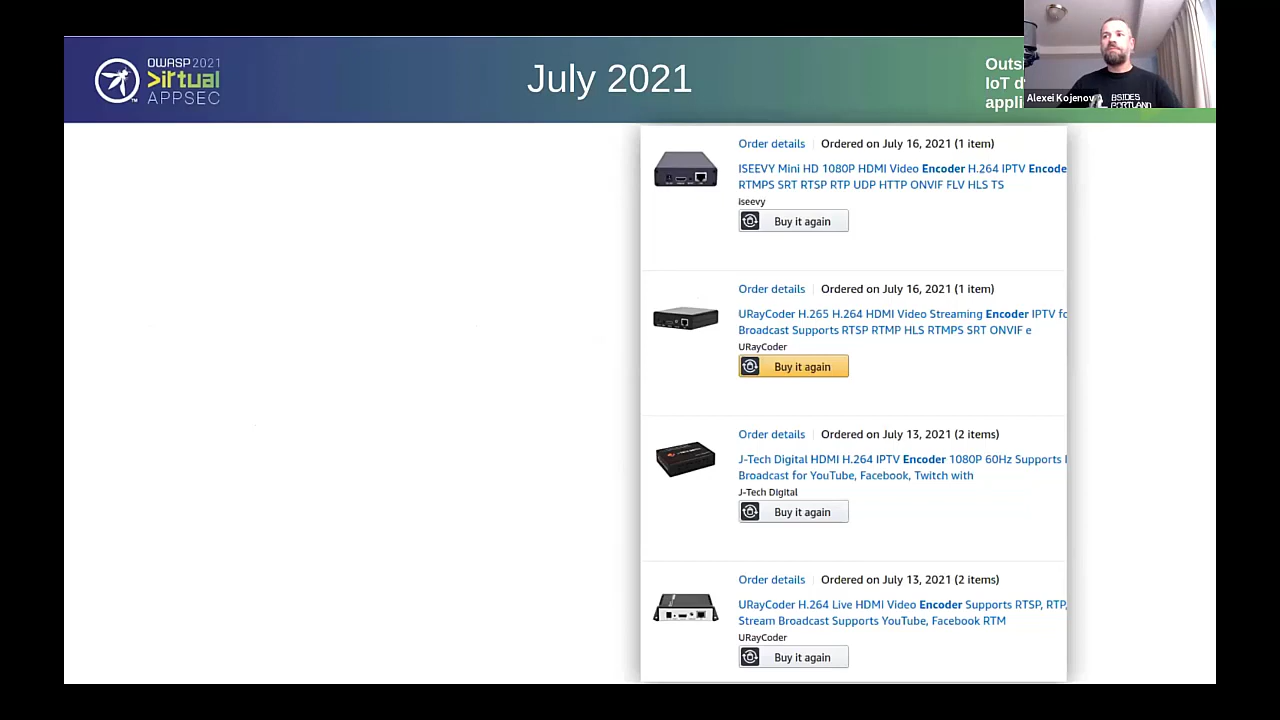 OWASP 2021
Virtual
APPSEC
July 2021
Outs
IoT d
appli
Alexei Kojenov
BSIDES
PORTLAND
Order details
Ordered on July 16, 2021 (1 item)
ISEEVY Mini HD 1080P HDMI Video Encoder H.264 IPTV Encode
RTMPS SRT RTSP RTP UDP HTTP ONVIF FLV HLS TS
iseevy
Buy it again
Order details
Ordered on July 16, 2021 (1 item)
URayCoder H.265 H.264 HDMI Video Streaming Encoder IPTV fo
Broadcast Supports RTSP RTMP HLS RTMPS SRT ONVIF e
URayCoder
Buy it again
Order details
Ordered on July 13, 2021 (2 items)
J-Tech Digital HDMI H.264 IPTV Encoder 1080P 60Hz Supports
Broadcast for YouTube, Facebook, Twitch with
J-Tech Digital
Buy it again
Order details
Ordered on July 13, 2021 (2 items)
URayCoder H.264 Live HDMI Video Encoder Supports RTSP, RTP,
Stream Broadcast Supports YouTube, Facebook RTM
URayCoder
Buy it again